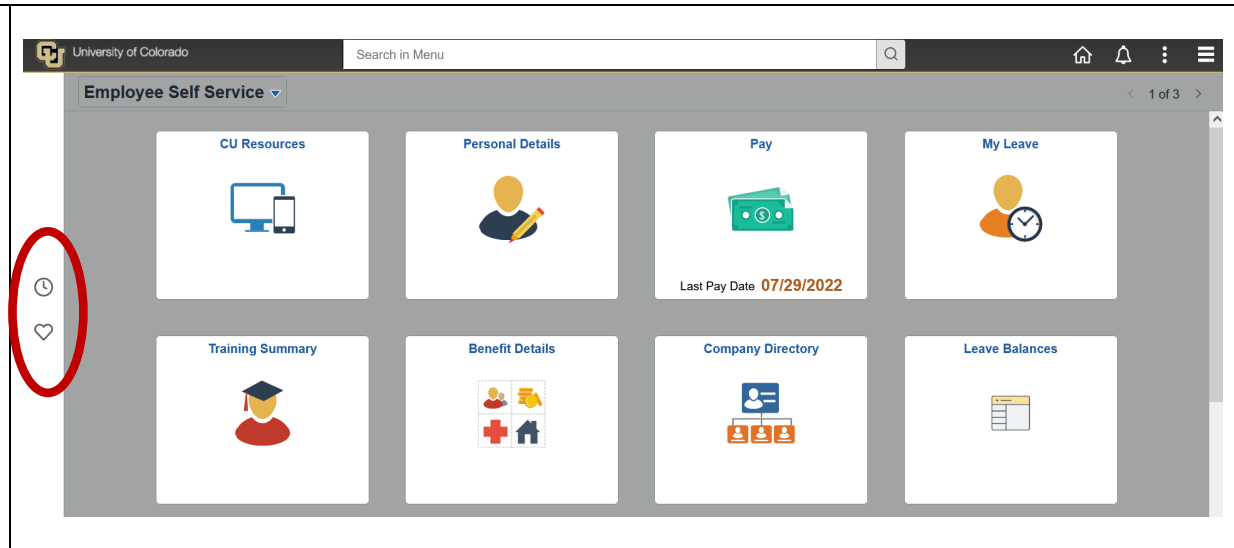 University of Colorado
Search in Menu
Employee Self Service
1 of 3
CU Resources
Personal Details
Pay
My Leave
Last Pay Date 07/29/2022
Training Summary
Benefit Details
Company Directory
Leave Balances